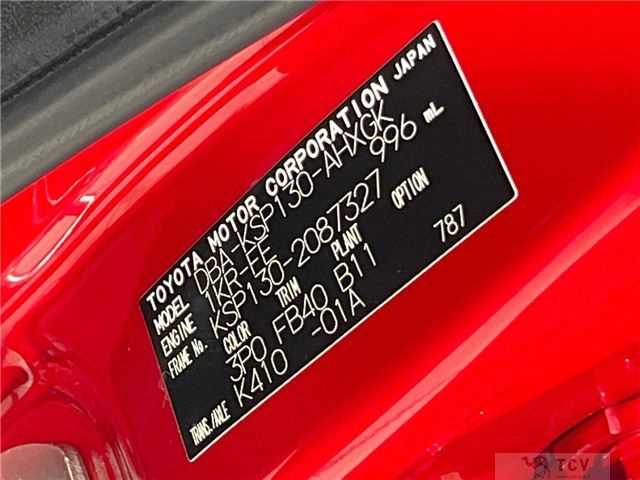 TOYOTA MOTOR CORPORATION JAPAN
MODEL DBA-KSP130-AHXGK
ENGINE 1KR-FE 996 mL
FRAME No. KSP130-2087327
COLOR TRIM PLANT OPTION
3P0 FB40 B11 787
TRANS./AXLE K410 -01A
TCV